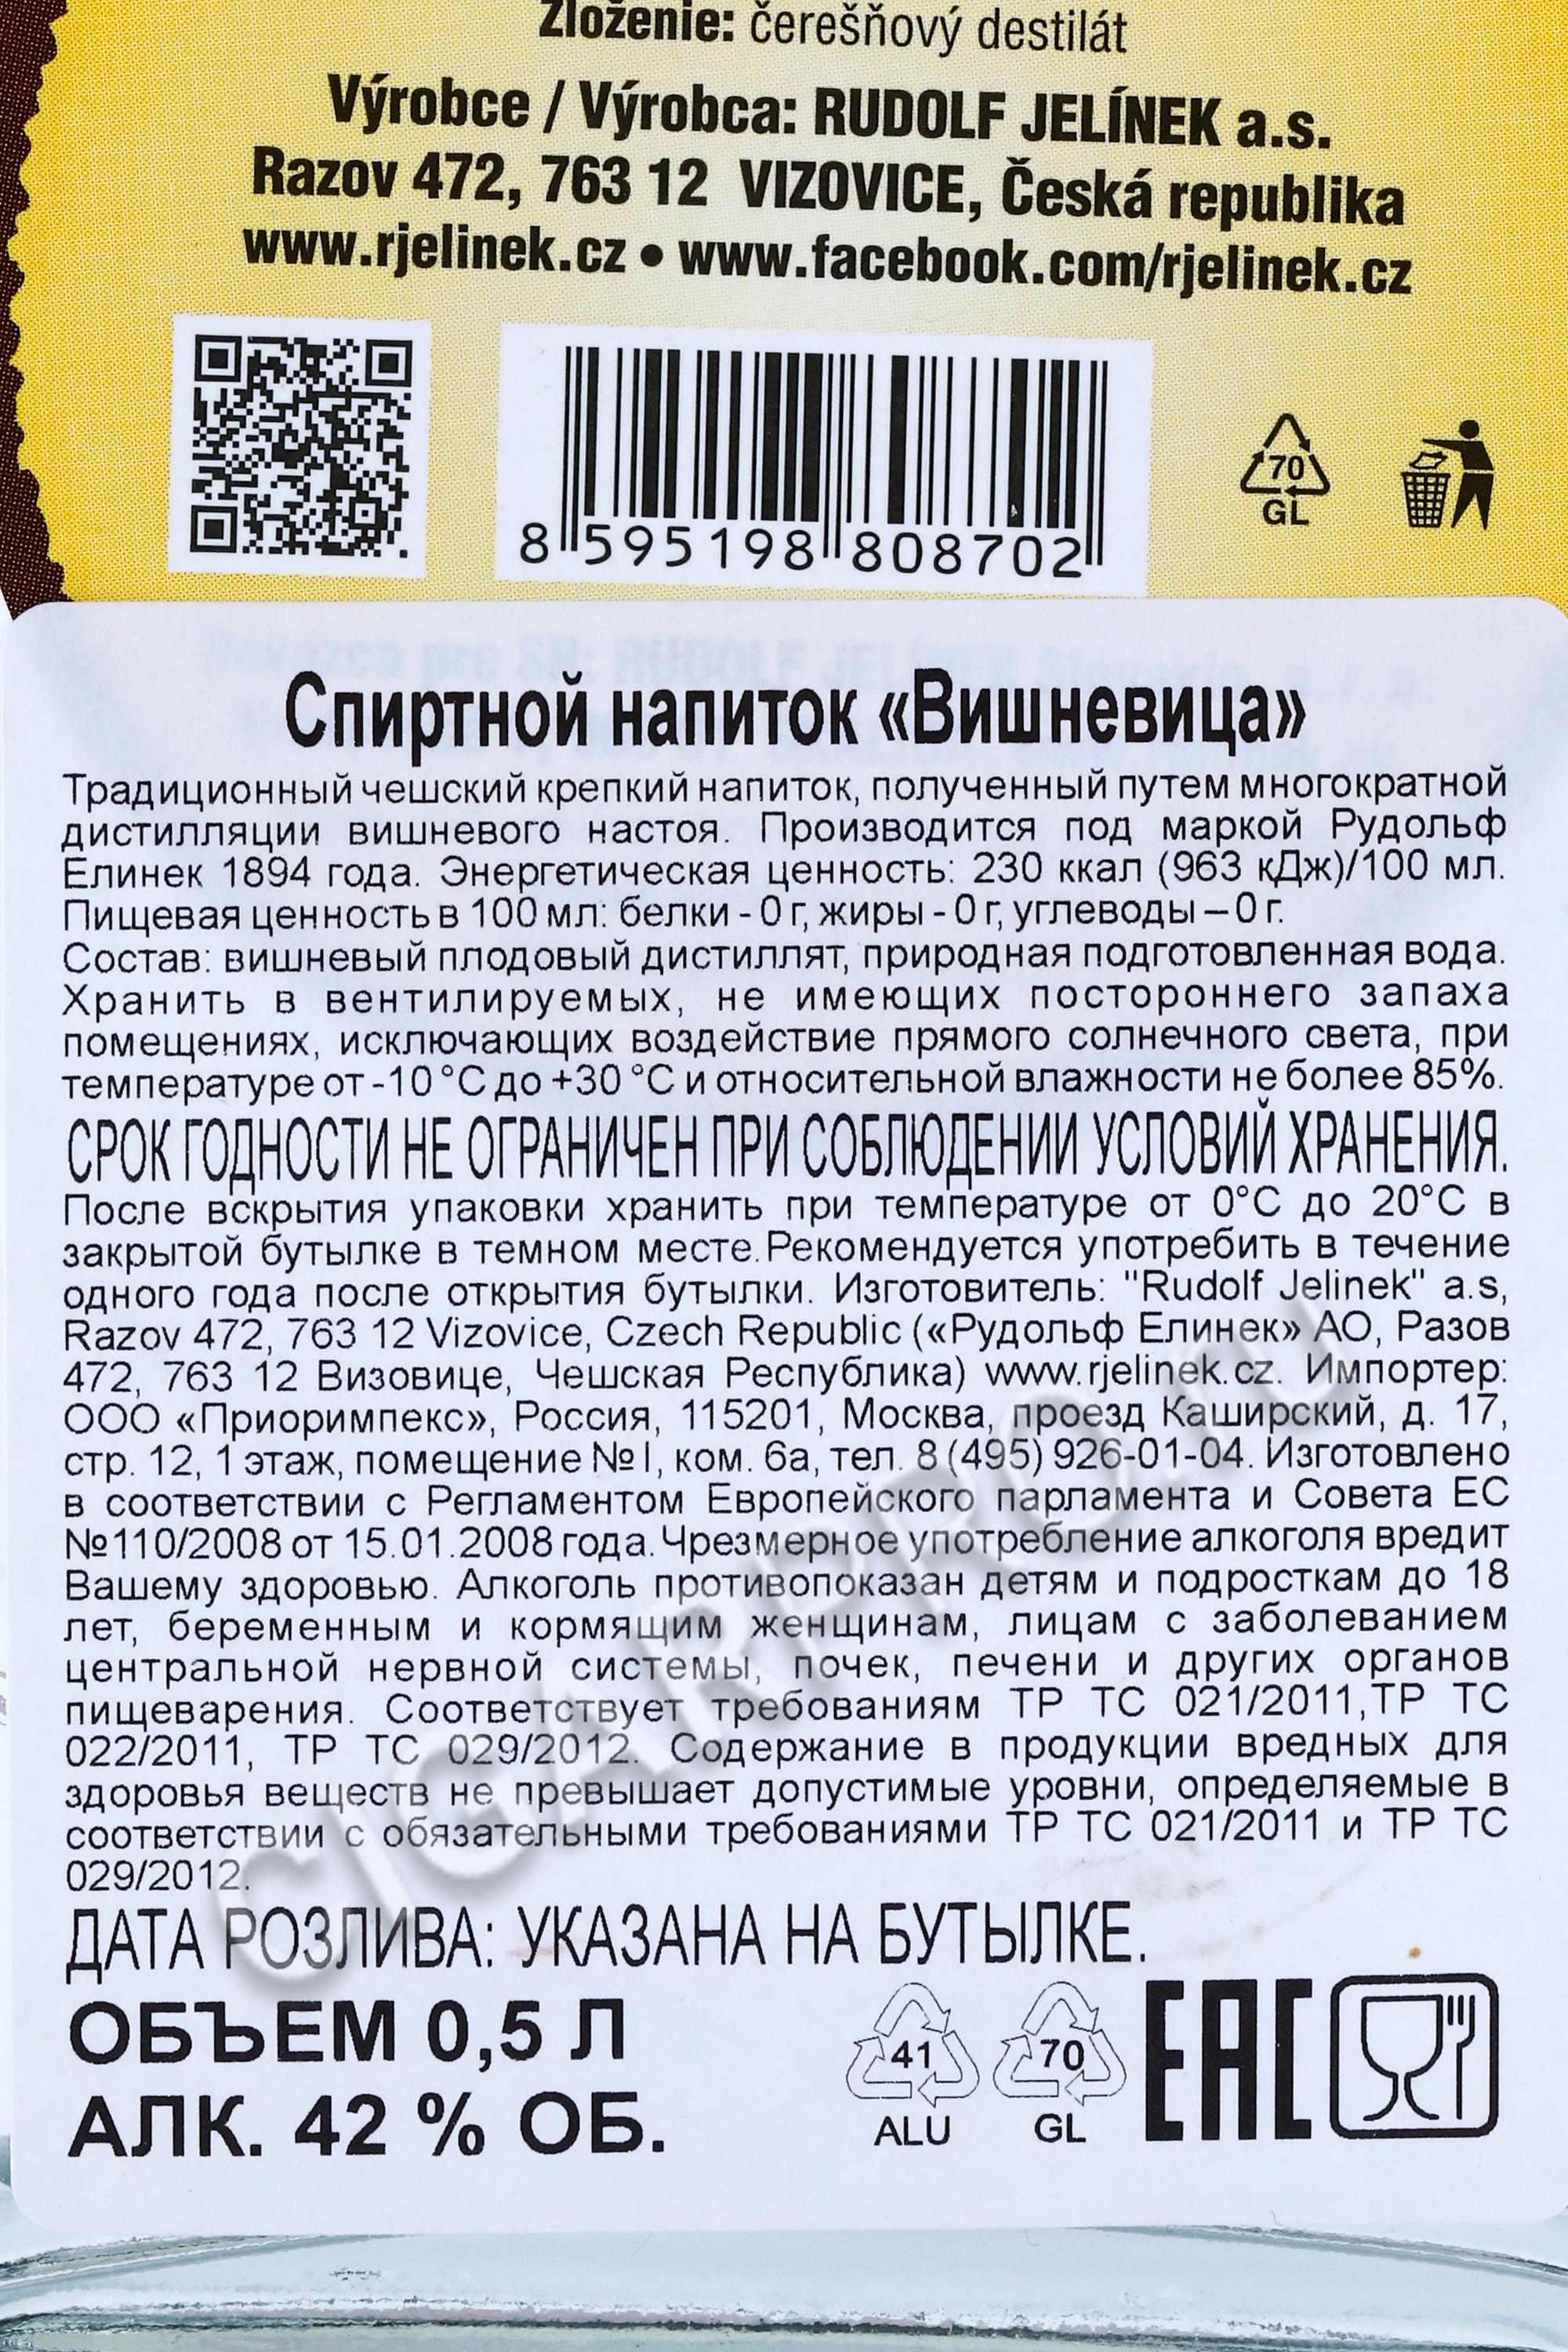 Zloženie: čerešňový destilát
Výrobce / Výrobca: RUDOLF JELÍNEK a.s.
Razov 472, 763 12 VIZOVICE, Česká republika
www.rjelinek.cz • www.facebook.com/rjelinek.cz
70
GL
8 595198 808702
Спиртной напиток «Вишневица»
Традиционный чешский крепкий напиток, полученный путем многократной
дистилляции вишневого настоя. Производится под маркой Рудольф
Елинек 1894 года. Энергетическая ценность: 230 ккал (963 кДж)/100 мл.
Пищевая ценность в 100 мл: белки - 0 г, жиры - 0 г, углеводы – 0 г.
Состав: вишневый плодовый дистиллят, природная подготовленная вода.
Хранить в вентилируемых, не имеющих постороннего запаха
помещениях, исключающих воздействие прямого солнечного света, при
температуре от -10 °С до +30 °С и относительной влажности не более 85%.
СРОК ГОДНОСТИ НЕ ОГРАНИЧЕН ПРИ СОБЛЮДЕНИИ УСЛОВИЙ ХРАНЕНИЯ.
После вскрытия упаковки хранить при температуре от 0°С до 20°С в
закрытой бутылке в темном месте. Рекомендуется употребить в течение
одного года после открытия бутылки. Изготовитель: "Rudolf Jelinek" a.s,
Razov 472, 763 12 Vizovice, Czech Republic («Рудольф Елинек» АО, Разов
472, 763 12 Визовице, Чешская Республика) www.rjelinek.cz. Импортер:
ООО «Приоримпекс», Россия, 115201, Москва, проезд Каширский, д. 17,
стр. 12, 1 этаж, помещение №I, ком. 6а, тел. 8 (495) 926-01-04. Изготовлено
в соответствии с Регламентом Европейского парламента и Совета ЕС
№110/2008 от 15.01.2008 года. Чрезмерное употребление алкоголя вредит
Вашему здоровью. Алкоголь противопоказан детям и подросткам до 18
лет, беременным и кормящим женщинам, лицам с заболеванием
центральной нервной системы, почек, печени и других органов
пищеварения. Соответствует требованиям ТР ТС 021/2011,ТР ТС
022/2011, ТР ТС 029/2012. Содержание в продукции вредных для
здоровья веществ не превышает допустимые уровни, определяемые в
соответствии с обязательными требованиями ТР ТС 021/2011 и ТР ТС
029/2012.
ДАТА РОЗЛИВА: УКАЗАНА НА БУТЫЛКЕ.
ОБЪЕМ 0,5 Л
АЛК. 42 % ОБ.
41
ALU
70
GL
EAC
CIGARPRO.ru